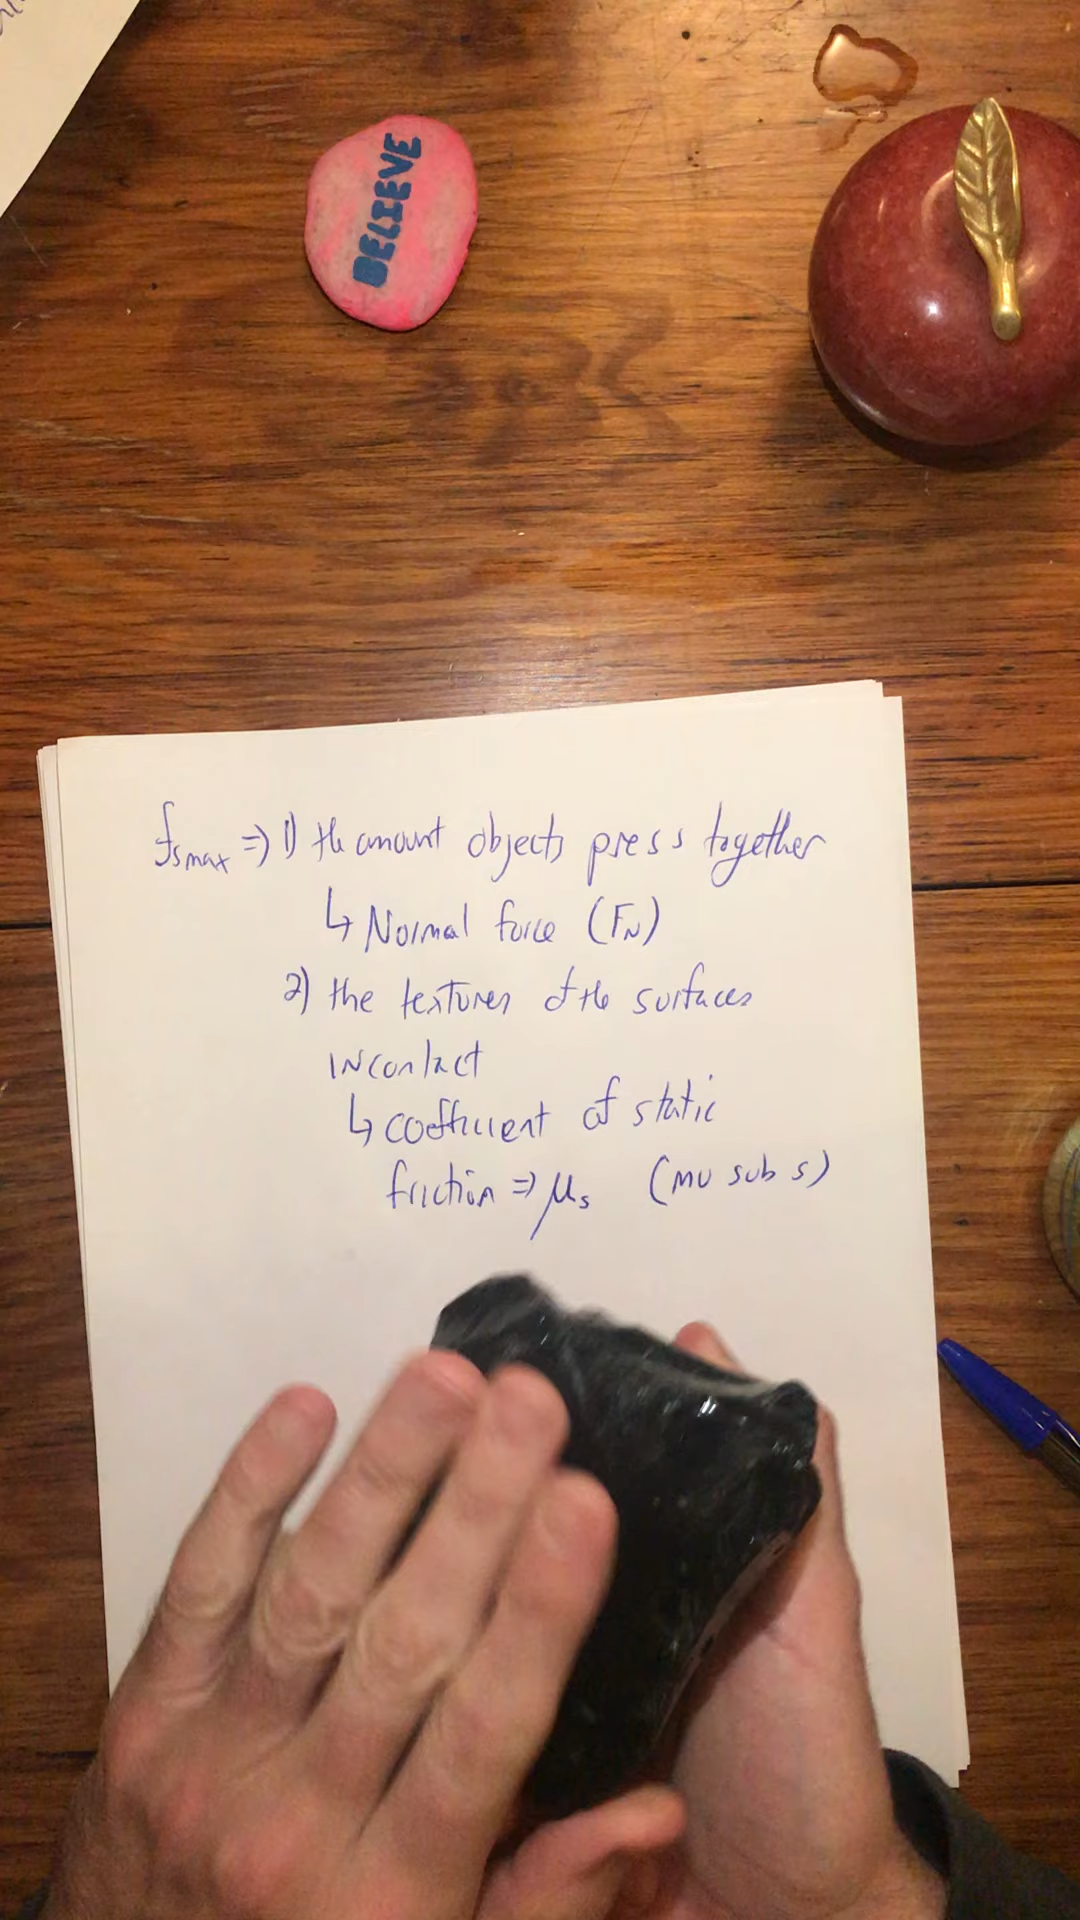 BELIEVE
fsmax => 1) the amount objects press together
↳ Normal force (FN)
2) the textures of the surfaces
in contact
↳ coefficient of static
friction => μs (mu sub s)